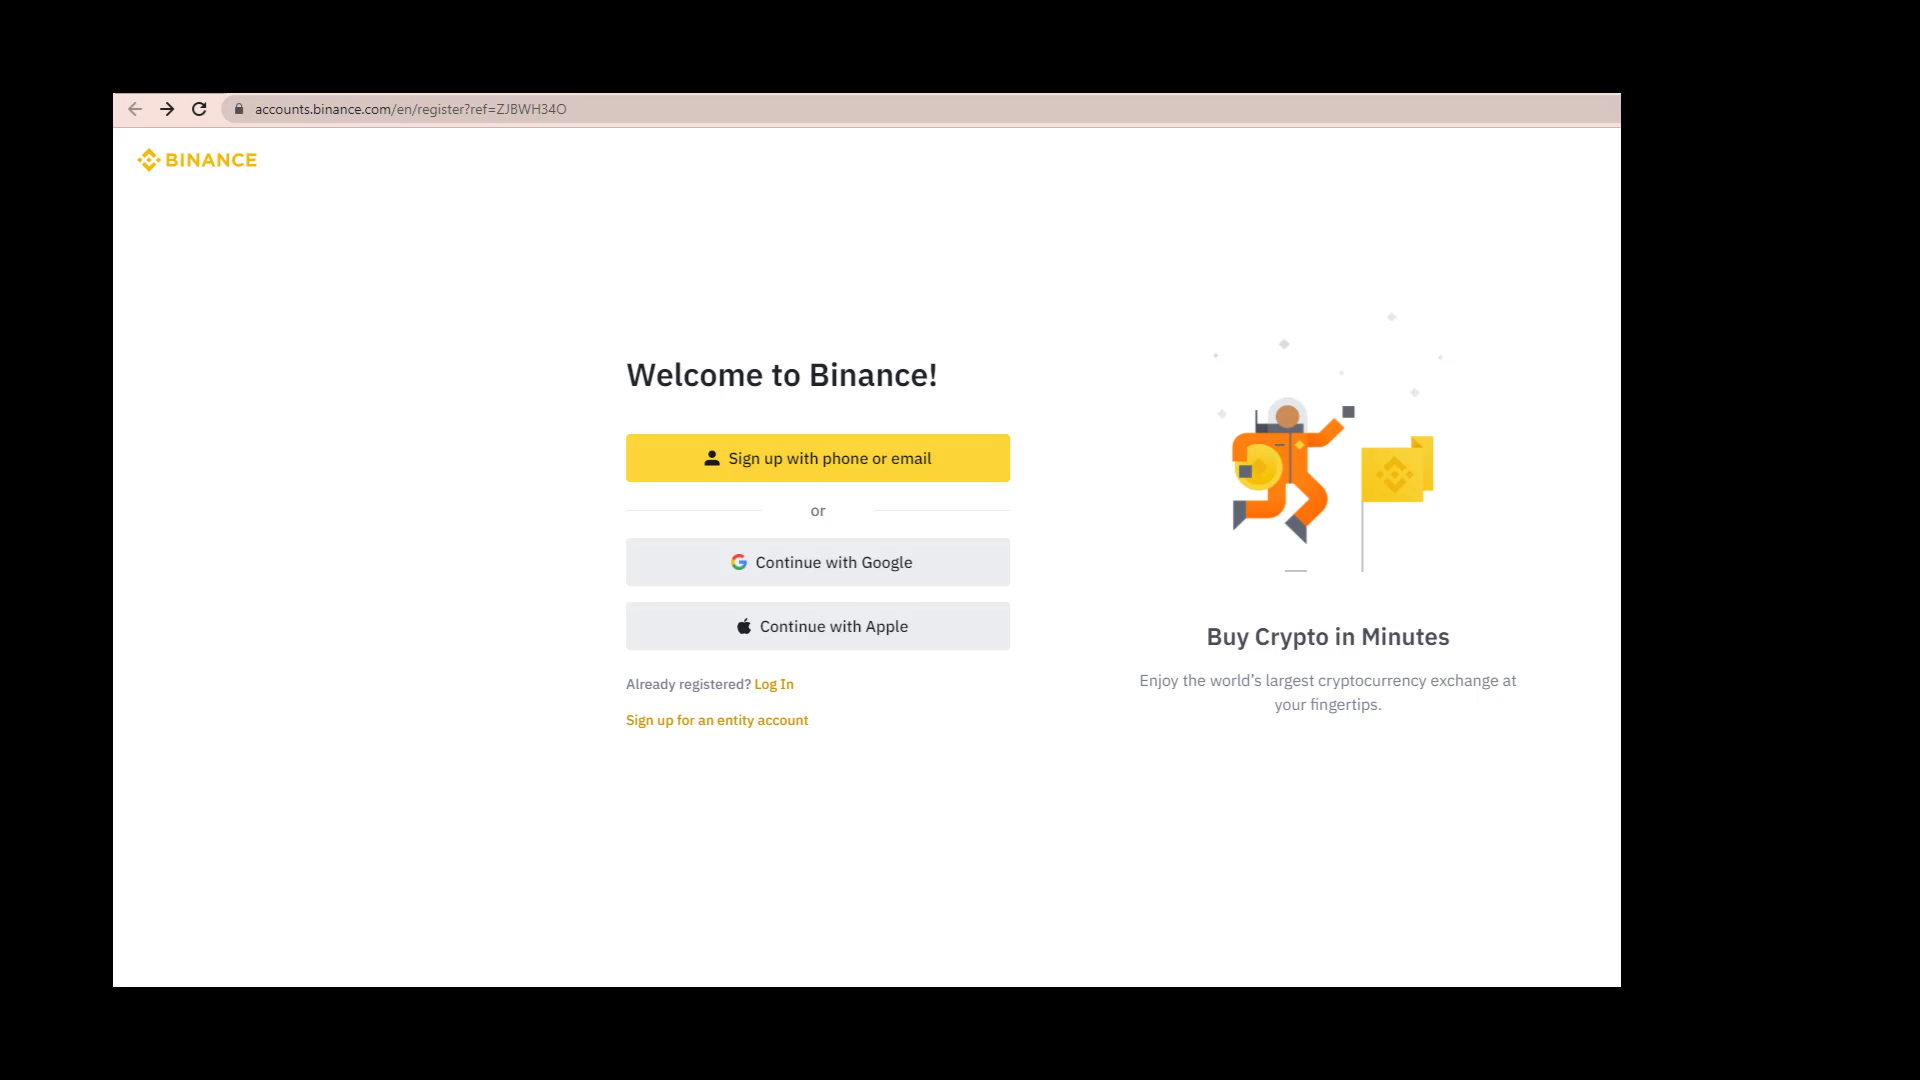 accounts.binance.com/en/register?ref=ZJBWH34O
BINANCE
Welcome to Binance!
Sign up with phone or email
or
Continue with Google
Continue with Apple
Already registered? Log In
Sign up for an entity account
Buy Crypto in Minutes
Enjoy the world’s largest cryptocurrency exchange at
your fingertips.